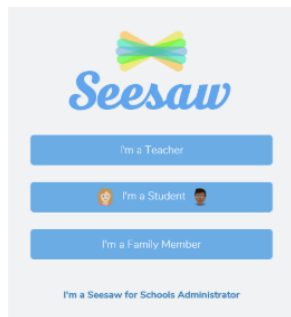 Seesaw
I'm a Teacher
I'm a Student
I'm a Family Member
I'm a Seesaw for Schools Administrator